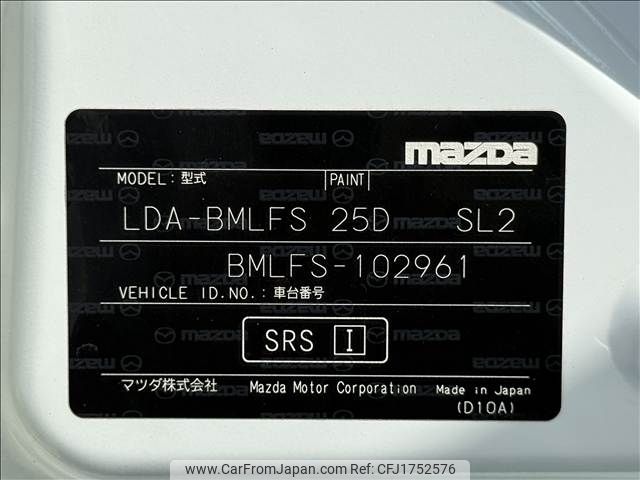 mazda
MODEL: 型式 PAINT
LDA-BMLFS 25D SL2
BMLFS-102961
VEHICLE ID.NO.: 車台番号
SRS I
マツダ株式会社 Mazda Motor Corporation Made in Japan
(D10A)
www.CarFromJapan.com CFJ1752576